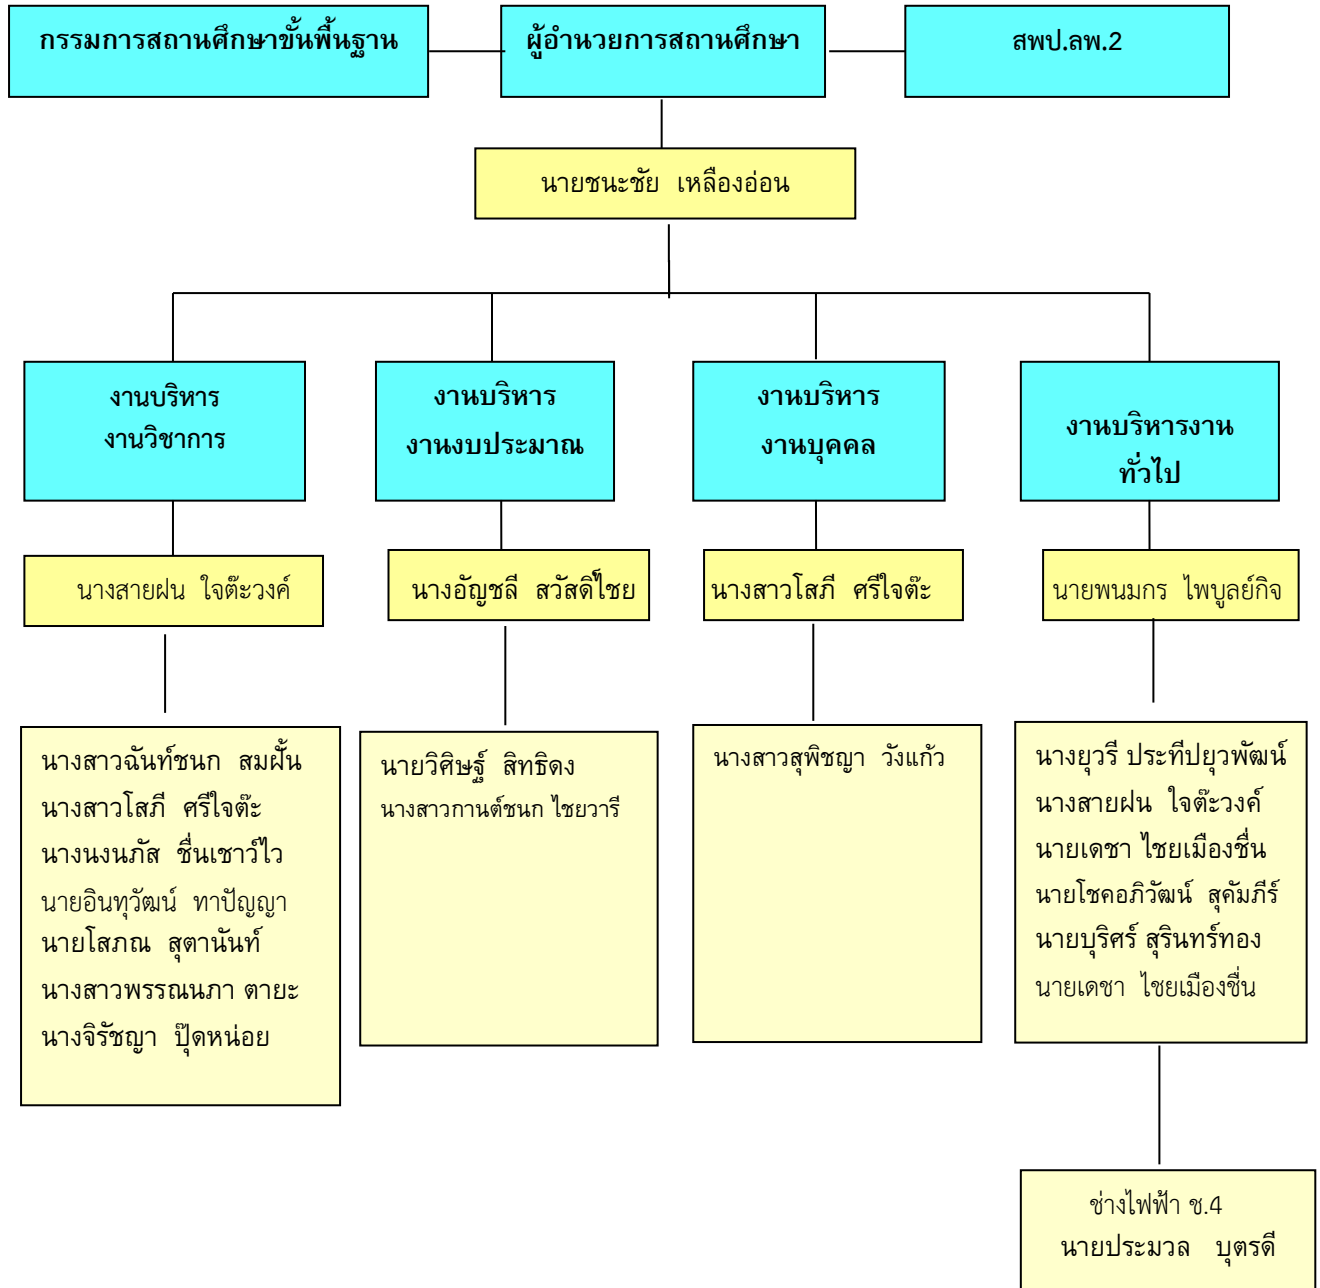 กรรมการสถานศึกษาขั้นพื้นฐาน
ผู้อำนวยการสถานศึกษา
สพป.ลพ.2
นายชนะชัย เหลืองอ่อน
งานบริหาร
งานวิชาการ
งานบริหาร
งานงบประมาณ
งานบริหาร
งานบุคคล
งานบริหารงาน
ทั่วไป
นางสายฝน ใจต๊ะวงค์
นางอัญชลี สวัสดิ์ไชย
นางสาวโสภี ศรีใจต๊ะ
นายพนมกร ไพบูลย์กิจ
นางสาวฉันท์ชนก สมฝั้น
นางสาวโสภี ศรีใจต๊ะ
นางนงนภัส ชื่นเชาว์ไว
นายอินทุวัฒน์ ทาปัญญา
นายโสภณ สุตานันท์
นางสาวพรรณนภา ตายะ
นางจิรัชญา ปุ๊ดหน่อย
นายวิศิษฐ์ สิทธิดง
นางสาวกานต์ชนก ไชยวารี
นางสาวสุพิชญา วังแก้ว
นางยุวรี ประทีปยุวพัฒน์
นางสายฝน ใจต๊ะวงค์
นายเดชา ไชยเมืองชื่น
นายโชคอภิวัฒน์ สุคัมภีร์
นายบุริศร์ สุรินทร์ทอง
นายเดชา ไชยเมืองชื่น
ช่างไฟฟ้า ช.4
นายประมวล บุตรดี